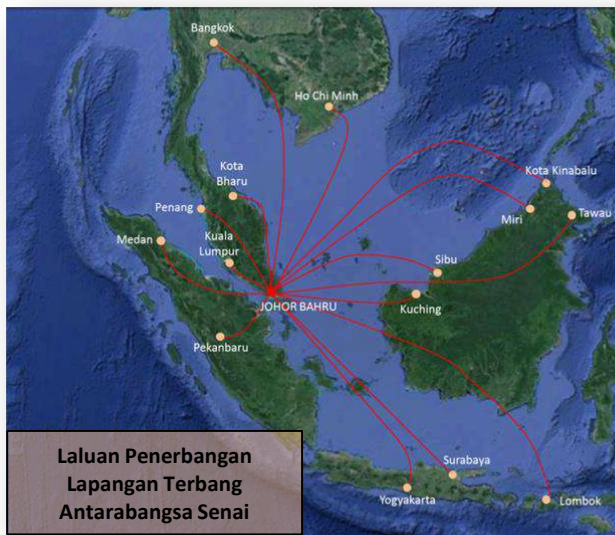 Bangkok
Ho Chi Minh
Kota
Bharu
Kota Kinabalu
Penang
Miri
Tawau
Medan
Kuala
Lumpur
Sibu
JOHOR BAHRU
Kuching
Pekanbaru
Laluan Penerbangan
Lapangan Terbang
Antarabangsa Senai
Surabaya
Yogyakarta
Lombok